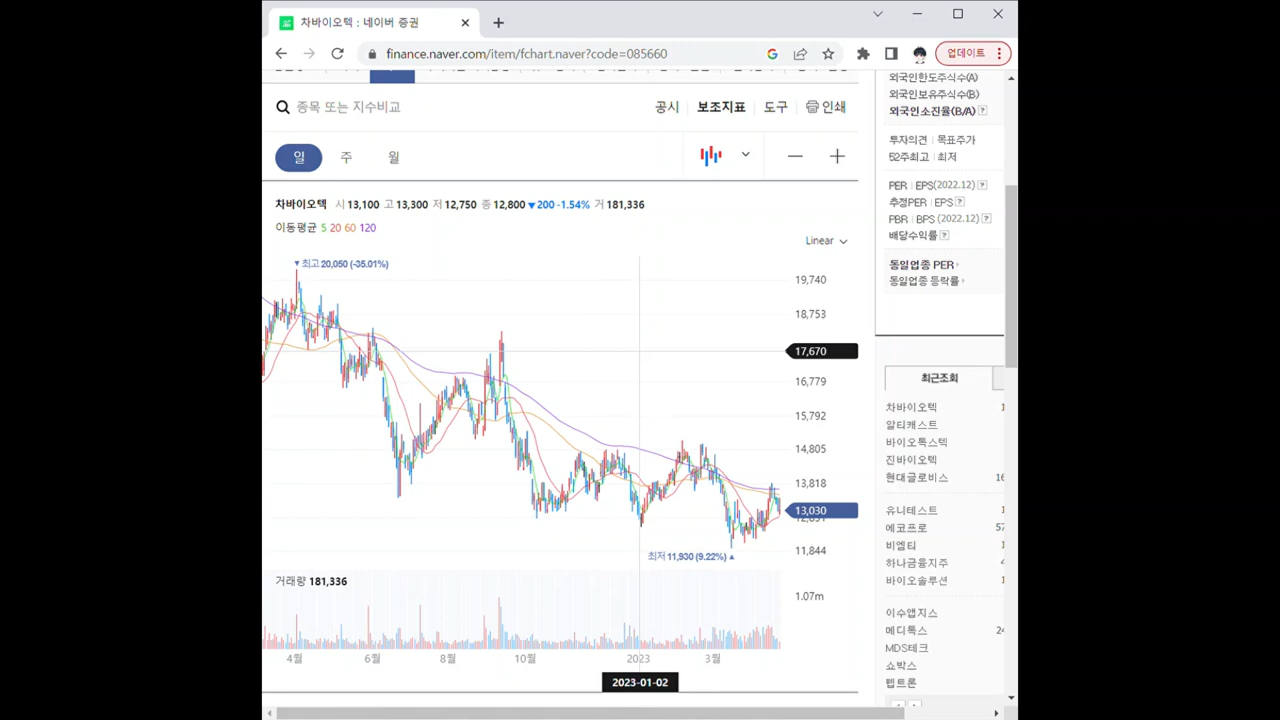 차바이오텍 : 네이버 증권
finance.naver.com/item/fchart.naver?code=085660
업데이트
종목 또는 지수비교
공시 보조지표 도구 인쇄
일 주 월
차바이오텍 시 13,100 고 13,300 저 12,750 종 12,800 ▼200 -1.54% 거 181,336
이동평균 5 20 60 120
Linear
▼최고 20,050 (-35.01%)
19,740
18,753
17,670
16,779
15,792
14,805
13,818
13,030
11,844
최저 11,930 (9.22%) ▲
거래량 181,336
1.07m
4월 6월 8월 10월 2023 3월
2023-01-02
외국인한도주식수(A)
외국인보유주식수(B)
외국인소진율(B/A) ?
투자의견 | 목표주가
52주최고 | 최저
PER | EPS(2022.12) ?
추정PER | EPS ?
PBR | BPS (2022.12) ?
배당수익률 ?
동일업종 PER
동일업종 등락률
최근조회
차바이오텍 1
알티캐스트
바이오톡스텍
진바이오텍
현대글로비스 16
유니테스트 1
에코프로 57
비엠티 1
하나금융지주 4
바이오솔루션 1
이수앱지스
메디톡스 24
MDS테크
쇼박스
펩트론